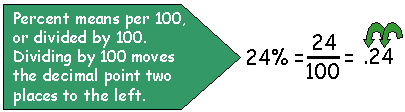 Percent means per 100,
or divided by 100.
Dividing by 100 moves
the decimal point two
places to the left.
24% = 24/100 = .24